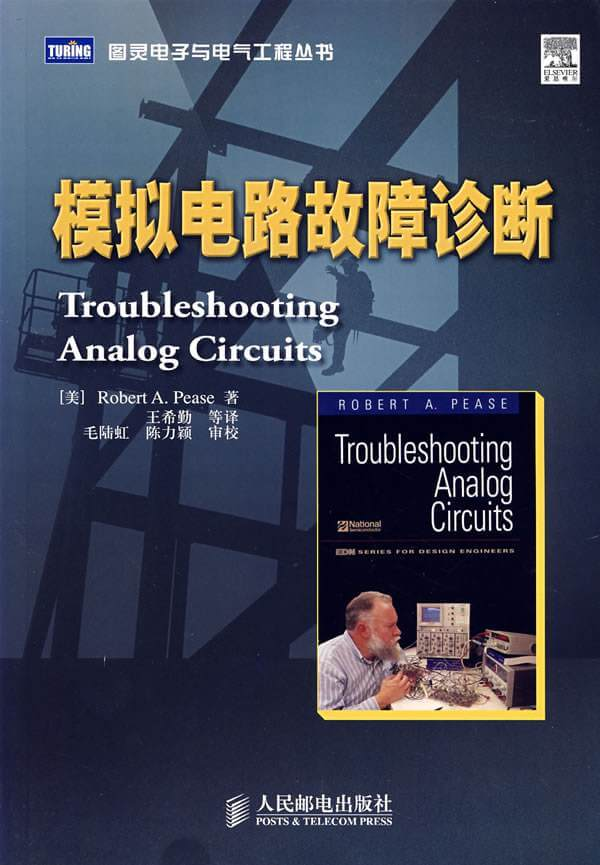 TURING
图灵电子与电气工程丛书
ELSEVIER
爱思唯尔
模拟电路故障诊断
Troubleshooting
Analog Circuits
[美] Robert A. Pease 著
王希勤 等译
毛陆虹 陈力颖 审校
ROBERT A. PEASE
Troubleshooting
Analog
Circuits
National
Semiconductor
EDN SERIES FOR DESIGN ENGINEERS
人民邮电出版社
POSTS & TELECOM PRESS